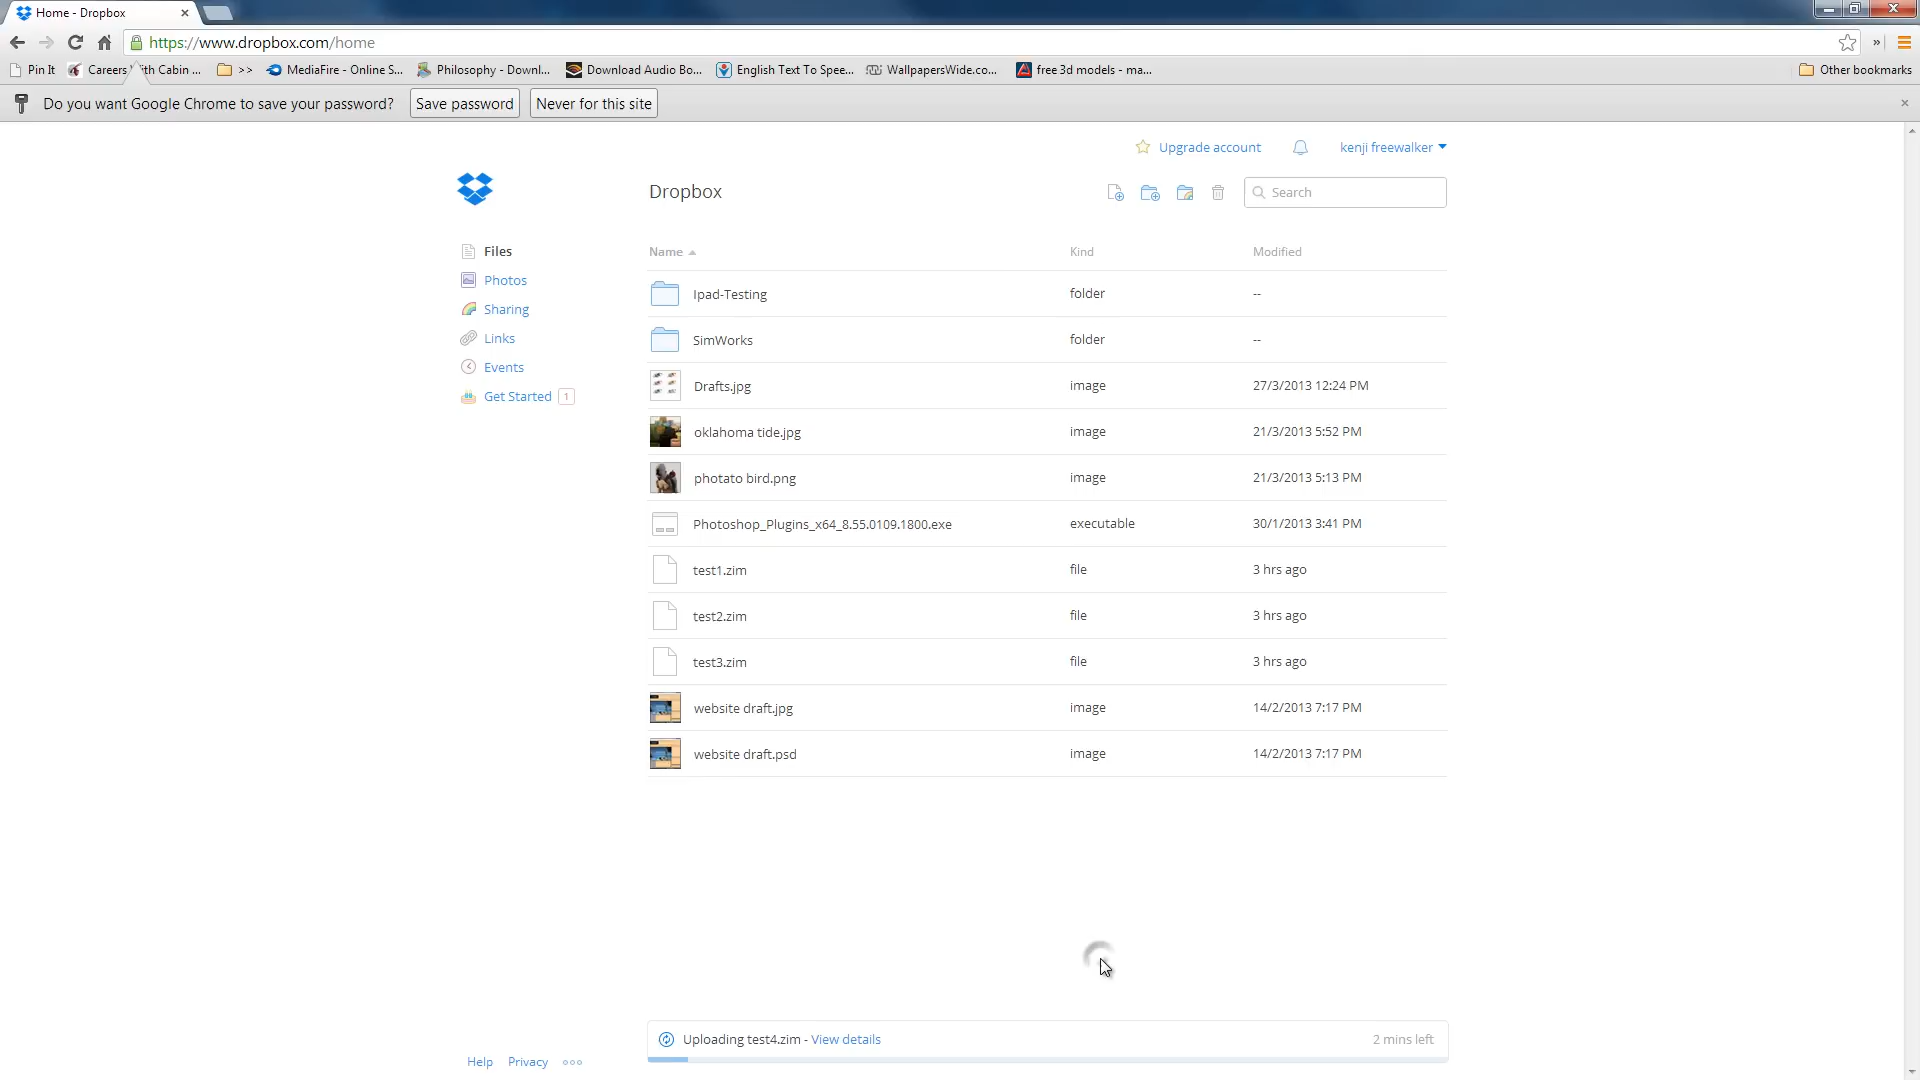 Home - Dropbox
https://www.dropbox.com/home
Pin It
Careers With Cabin ...
>>
MediaFire - Online S...
Philosophy - Downl...
Download Audio Bo...
English Text To Spee...
WallpapersWide.co...
free 3d models - ma...
Other bookmarks
Do you want Google Chrome to save your password? Save password Never for this site
Upgrade account kenji freewalker
Dropbox Search
Files
Photos
Sharing
Links
Events
Get Started 1
Name Kind Modified
Ipad-Testing folder --
SimWorks folder --
Drafts.jpg image 27/3/2013 12:24 PM
oklahoma tide.jpg image 21/3/2013 5:52 PM
photato bird.png image 21/3/2013 5:13 PM
Photoshop_Plugins_x64_8.55.0109.1800.exe executable 30/1/2013 3:41 PM
test1.zim file 3 hrs ago
test2.zim file 3 hrs ago
test3.zim file 3 hrs ago
website draft.jpg image 14/2/2013 7:17 PM
website draft.psd image 14/2/2013 7:17 PM
Uploading test4.zim - View details 2 mins left
Help Privacy